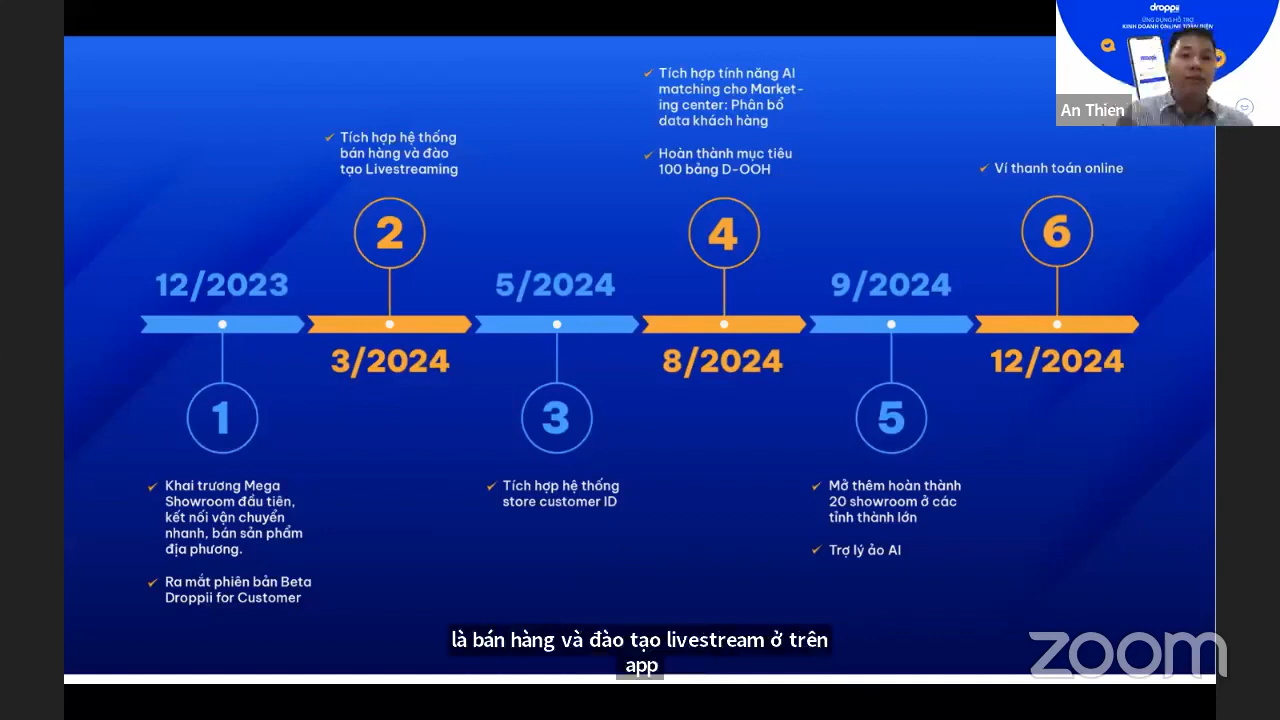 droppii
ỨNG DỤNG HỖ TRỢ
KINH DOANH ONLINE TOÀN DIỆN
An Thien
Tích hợp tính năng AI
matching cho Market-
ing center: Phân bổ
data khách hàng
Hoàn thành mục tiêu
100 bảng D-OOH
Tích hợp hệ thống
bán hàng và đào
tạo Livestreaming
Ví thanh toán online
2
4
6
12/2023
5/2024
9/2024
3/2024
8/2024
12/2024
1
3
5
Khai trương Mega
Showroom đầu tiên,
kết nối vận chuyển
nhanh, bán sản phẩm
địa phương.
Ra mắt phiên bản Beta
Droppii for Customer
Tích hợp hệ thống
store customer ID
Mở thêm hoàn thành
20 showroom ở các
tỉnh thành lớn
Trợ lý ảo AI
là bán hàng và đào tạo livestream ở trên
app
zoom